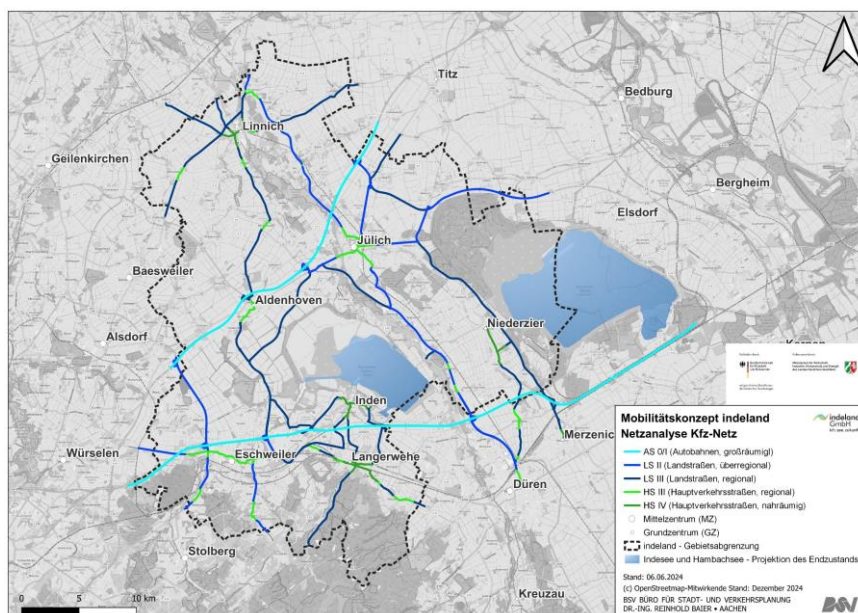 Titz
Bedburg
Linnich
Geilenkirchen
Bergheim
Elsdorf
Jülich
Baesweiler
Aldenhoven
Alsdorf
Niederzier
Inden
Merzenic
Würselen
Eschweiler
Langerwehe
Düren
Stolberg
Kreuzau
0 5 10 km
Mobilitätskonzept indeland
Netzanalyse Kfz-Netz
indeland
GmbH
AS 0/I (Autobahnen, großräumigl)
LS II (Landstraßen, überregional)
LS III (Landstraßen, regional)
HS III (Hauptverkehrsstraßen, regional)
HS IV (Hauptverkehrsstraßen, nahräumig)
Mittelzentrum (MZ)
Grundzentrum (GZ)
indeland - Gebietsabgrenzung
Indesee und Hambachsee - Projektion des Endzustands
Stand: 06.06.2024
(c) OpenStreetmap-Mitwirkende Stand: Dezember 2024
BSV BÜRO FÜR STADT- UND VERKEHRSPLANUNG
DR.-ING. REINHOLD BAIER • AACHEN
BSV